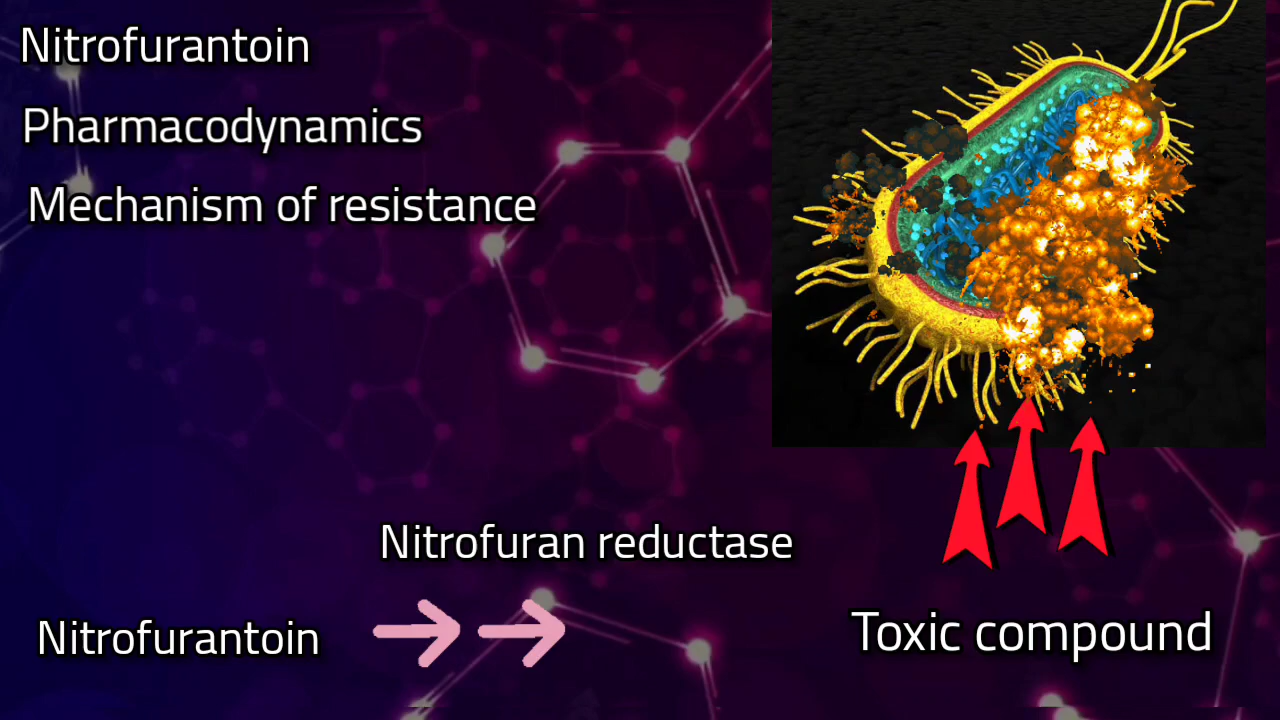 Nitrofurantoin
Pharmacodynamics
Mechanism of resistance
Nitrofuran reductase
Nitrofurantoin
Toxic compound